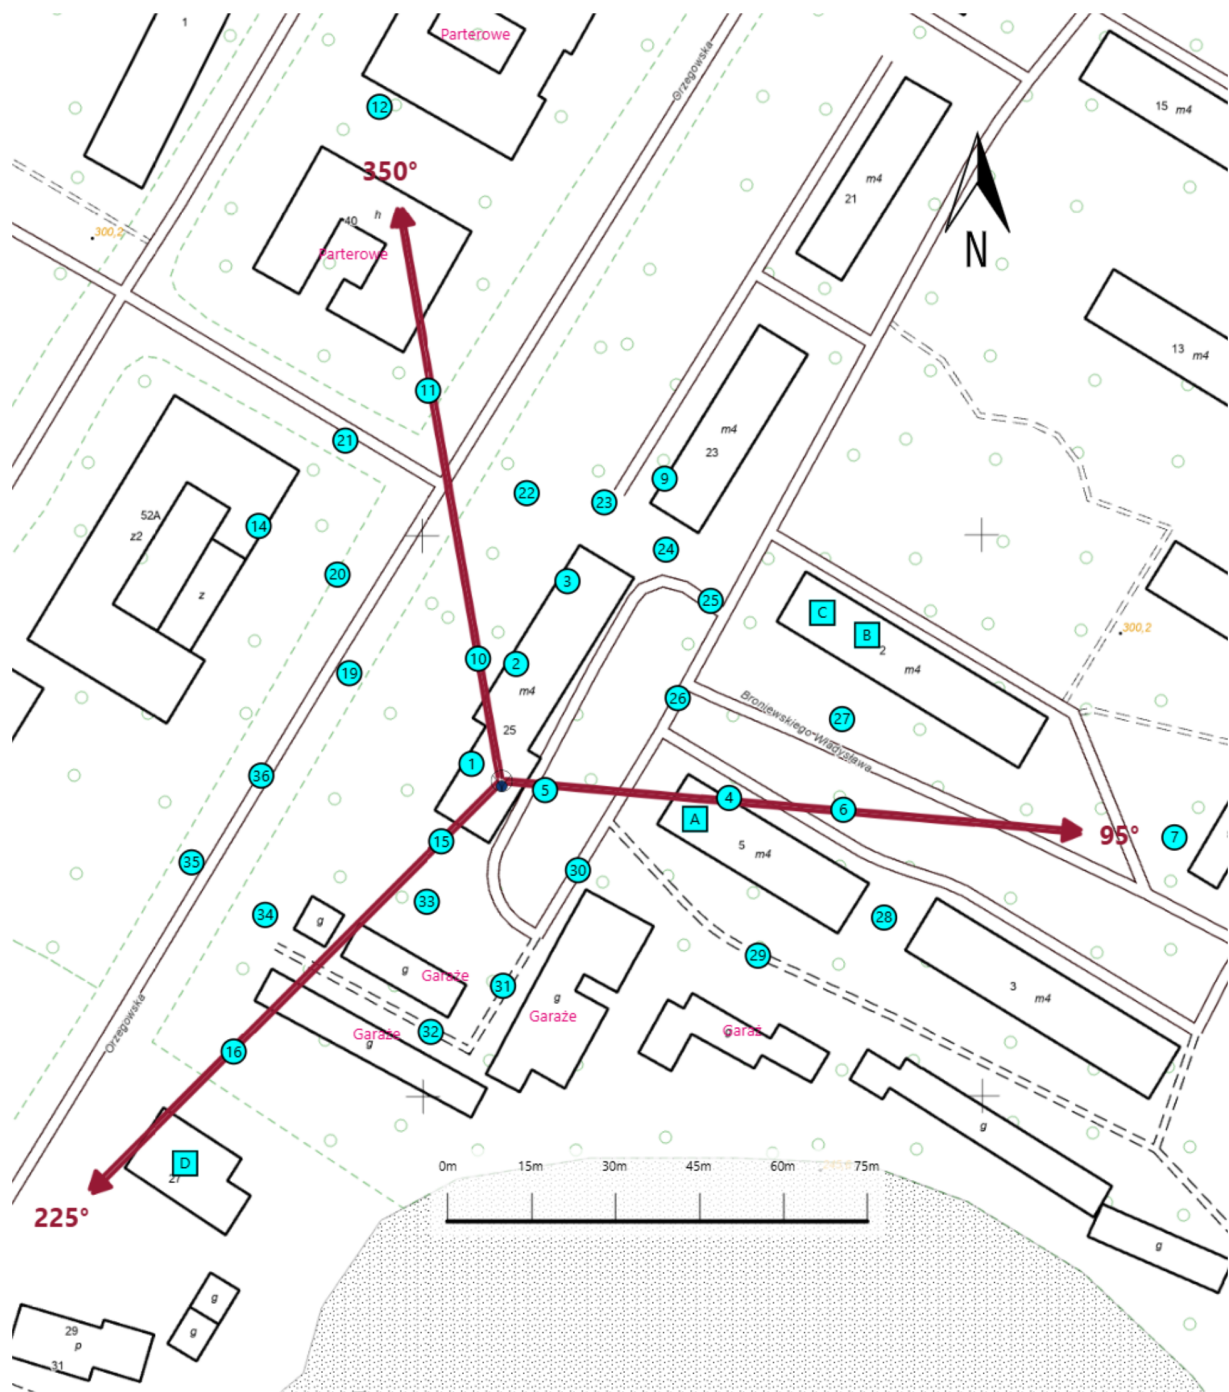 1
Parterowe
12
Orzegowska
15 m4
350°
m4
21
N
h
40
300,2
Parterowe
13 m4
11
21
m4
23
9
22
23
52A
z2
14
24
3
20
z
25
C
B
2
m4
300,2
10
2
19
m4
26
Broniewskiego Władysława
27
25
1
36
5
4
6
95°
7
A
15
5 m4
35
30
33
34
28
g
29
g
Garaże
31
g
Garaże
3
m4
Orzegowska
32
Garaże
g
Garaż
g
16
g
D
27
0m 15m 30m 45m 60m 75m
225°
g
g
g
29
p
31